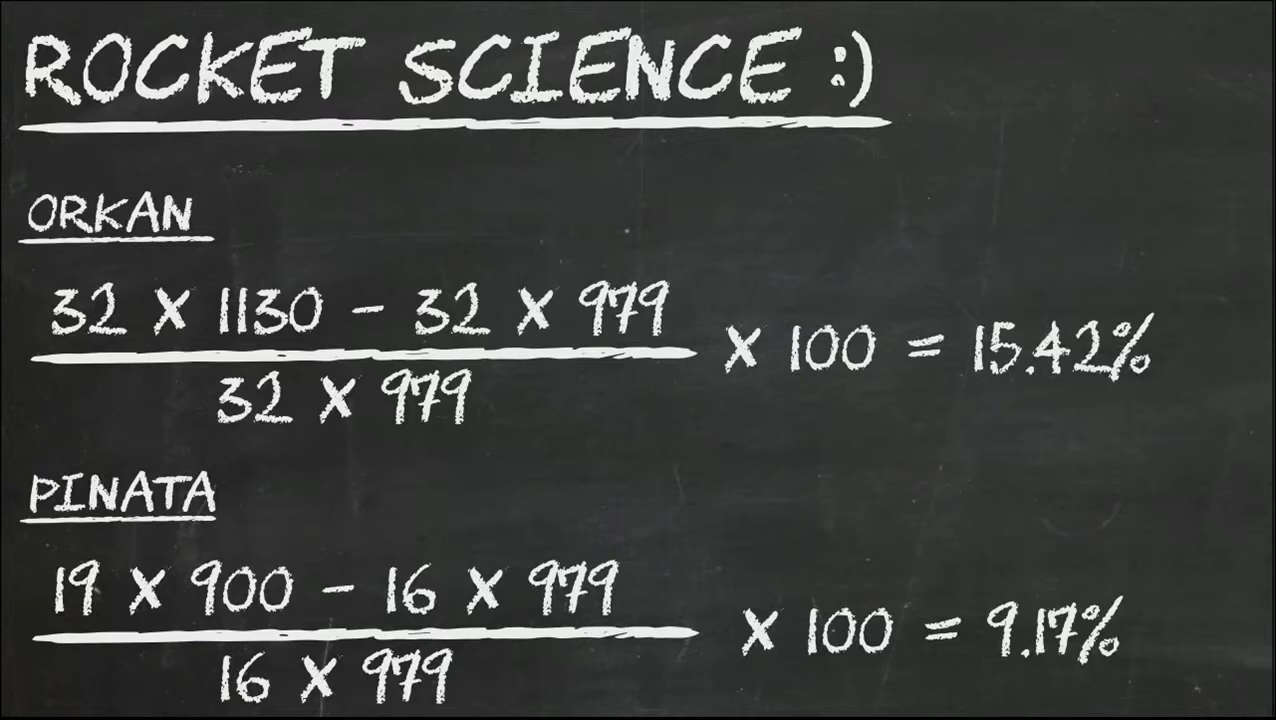 ROCKET SCIENCE :)
ORKAN
32 X 1130 - 32 X 979
32 X 979
X 100 = 15.42%
PINATA
19 X 900 - 16 X 979
16 X 979
X 100 = 9.17%